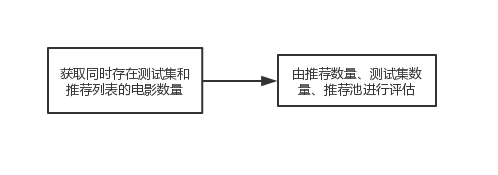 获取同时存在测试集和
推荐列表的电影数量
由推荐数量、测试集数
量、推荐池进行评估